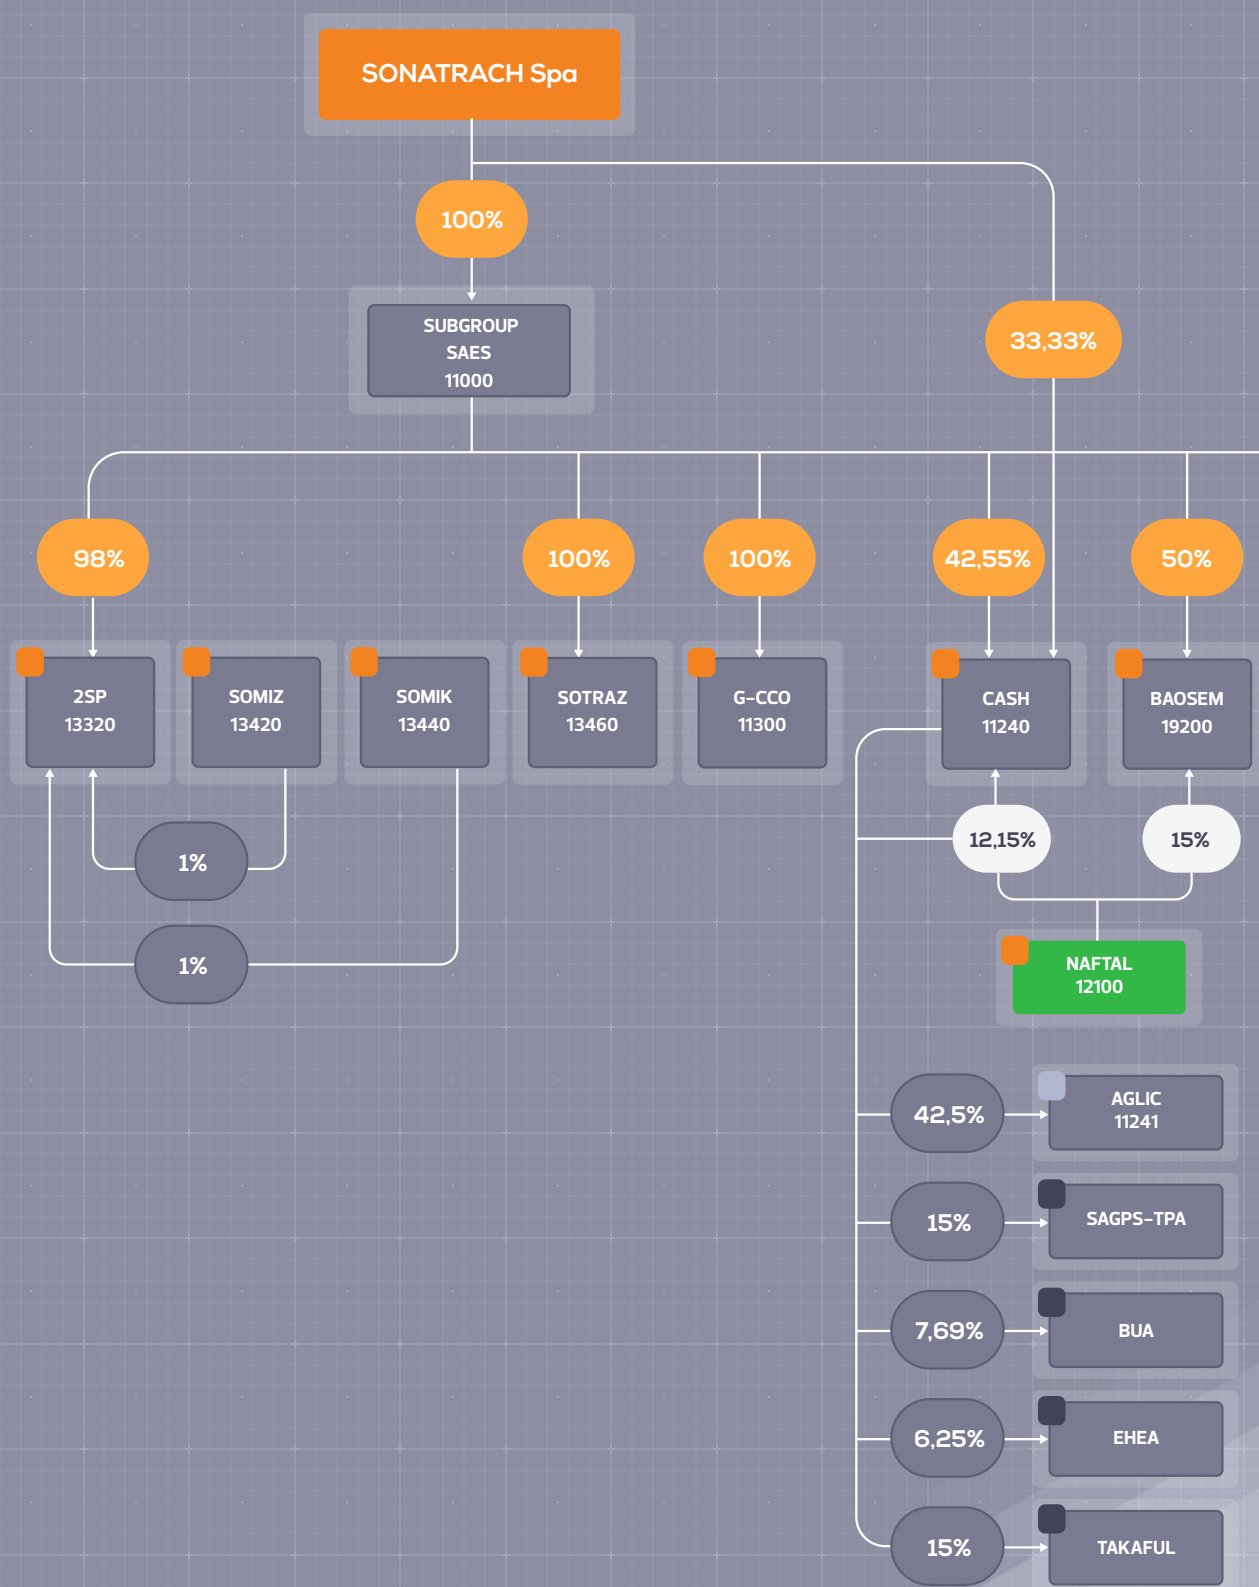 SONATRACH Spa
100%
33,33%
SUBGROUP
SAES
11000
98%
100%
100%
42,55%
50%
2SP
13320
SOMIZ
13420
SOMIK
13440
SOTRAZ
13460
G-CCO
11300
CASH
11240
BAOSEM
19200
1%
12,15%
15%
1%
NAFTAL
12100
42,5%
AGLIC
11241
15%
SAGPS-TPA
7,69%
BUA
6,25%
EHEA
15%
TAKAFUL